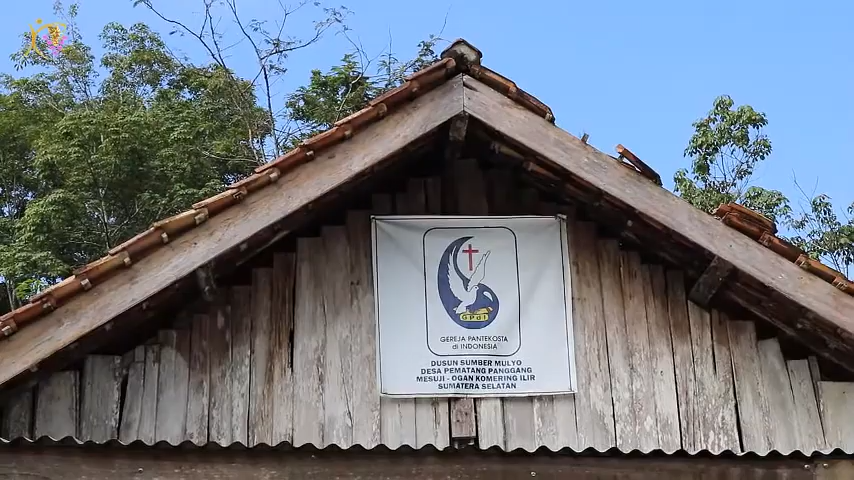 GPdI
GEREJA PANTEKOSTA
di INDONESIA
DUSUN SUMBER MULYO
DESA PEMATANG PANGGANG
MESUJI - OGAN KOMERING ILIR
SUMATERA SELATAN